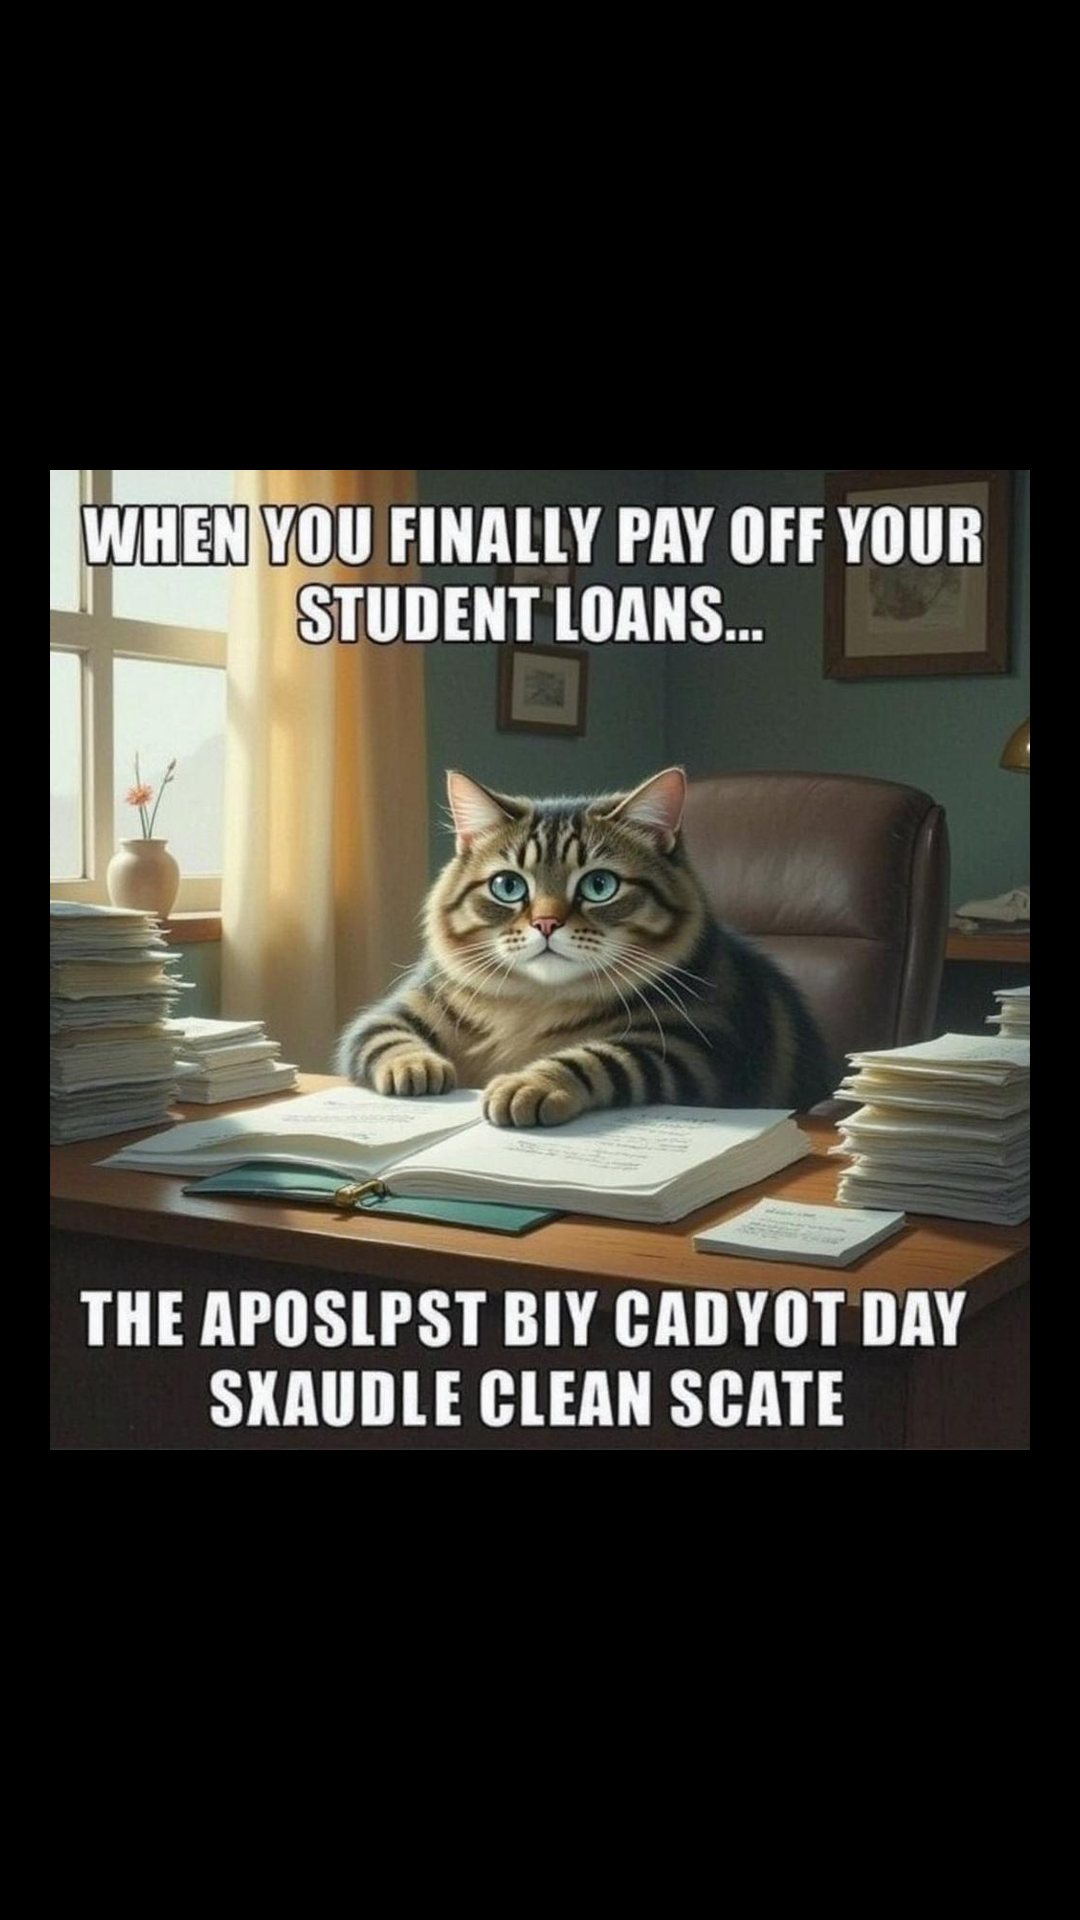 WHEN YOU FINALLY PAY OFF YOUR
STUDENT LOANS...
THE APOSLPST BIY CADYOT DAY
SXAUDLE CLEAN SCATE